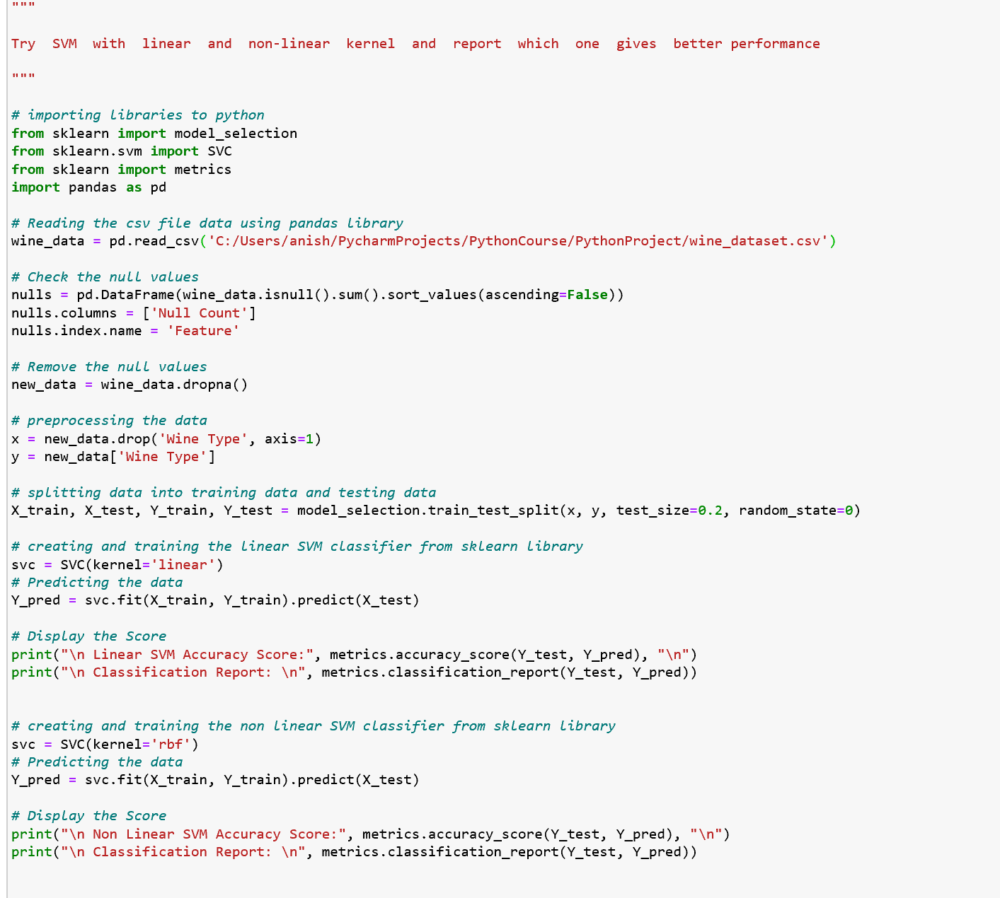 """
Try  SVM  with  linear  and  non-linear  kernel  and  report  which  one  gives  better performance
"""
# importing libraries to python
from sklearn import model_selection
from sklearn.svm import SVC
from sklearn import metrics
import pandas as pd
# Reading the csv file data using pandas library
wine_data = pd.read_csv('C:/Users/anish/PycharmProjects/PythonCourse/PythonProject/wine_dataset.csv')
# Check the null values
nulls = pd.DataFrame(wine_data.isnull().sum().sort_values(ascending=False))
nulls.columns = ['Null Count']
nulls.index.name = 'Feature'
# Remove the null values
new_data = wine_data.dropna()
# preprocessing the data
x = new_data.drop('Wine Type', axis=1)
y = new_data['Wine Type']
# splitting data into training data and testing data
X_train, X_test, Y_train, Y_test = model_selection.train_test_split(x, y, test_size=0.2, random_state=0)
# creating and training the linear SVM classifier from sklearn library
svc = SVC(kernel='linear')
# Predicting the data
Y_pred = svc.fit(X_train, Y_train).predict(X_test)
# Display the Score
print("\n Linear SVM Accuracy Score:", metrics.accuracy_score(Y_test, Y_pred), "\n")
print("\n Classification Report: \n", metrics.classification_report(Y_test, Y_pred))
# creating and training the non linear SVM classifier from sklearn library
svc = SVC(kernel='rbf')
# Predicting the data
Y_pred = svc.fit(X_train, Y_train).predict(X_test)
# Display the Score
print("\n Non Linear SVM Accuracy Score:", metrics.accuracy_score(Y_test, Y_pred), "\n")
print("\n Classification Report: \n", metrics.classification_report(Y_test, Y_pred))